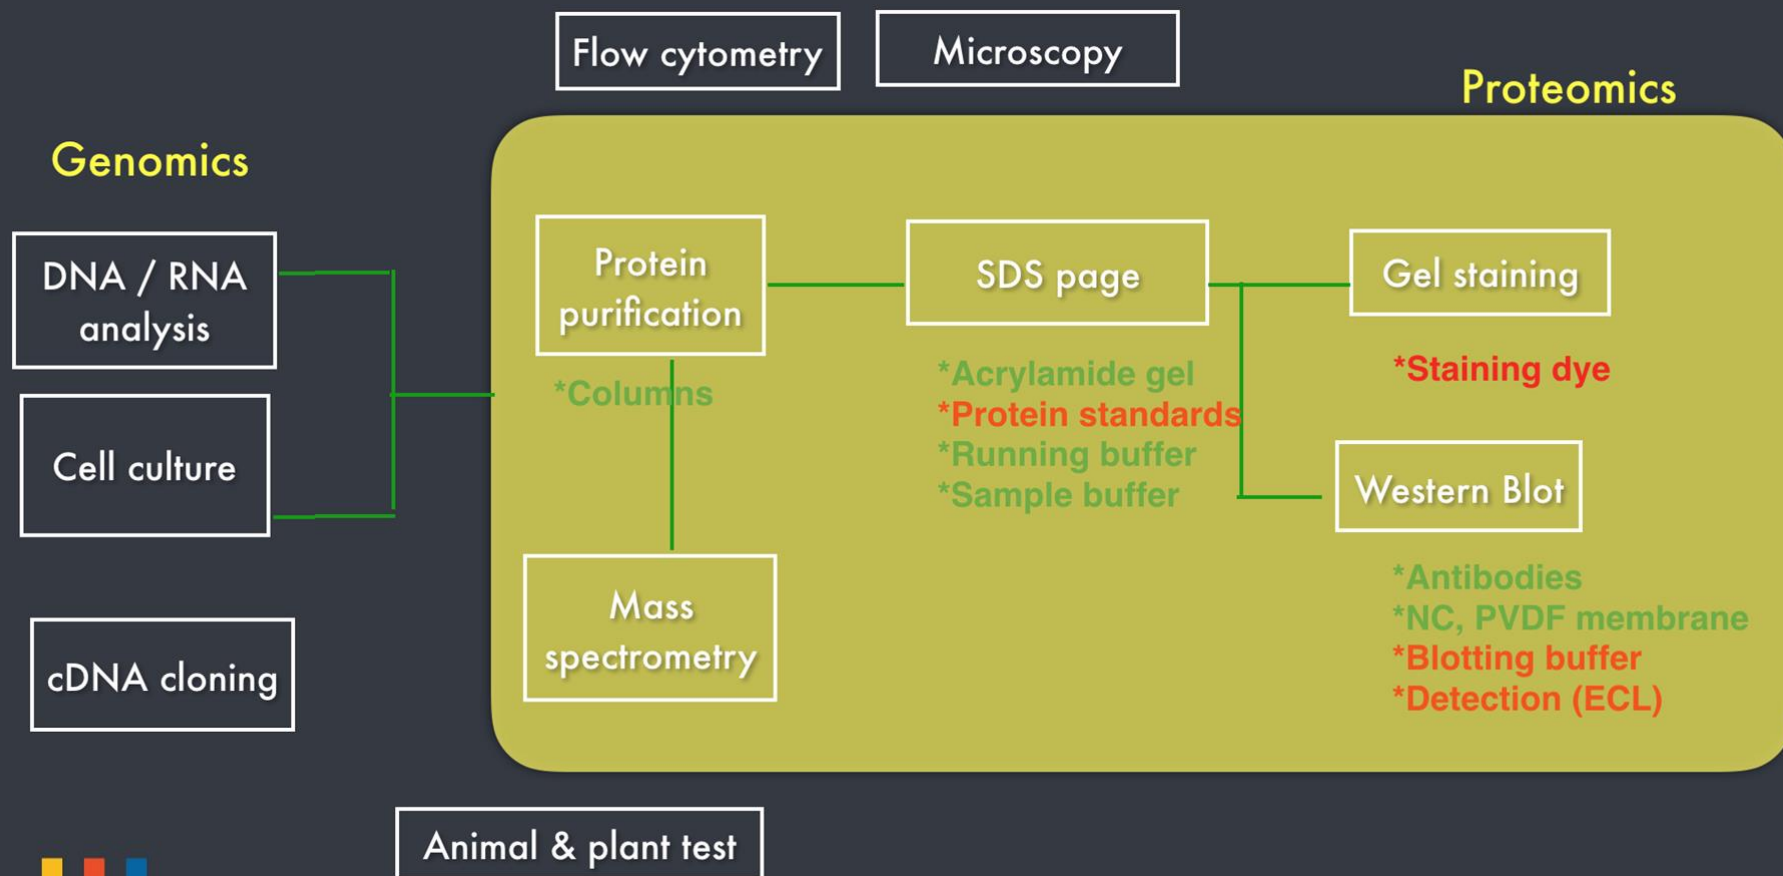 Flow cytometry
Microscopy
Proteomics
Genomics
DNA / RNA
analysis
Cell culture
cDNA cloning
Protein
purification
*Columns
Mass
spectrometry
SDS page
*Acrylamide gel
*Protein standards
*Running buffer
*Sample buffer
Gel staining
*Staining dye
Western Blot
*Antibodies
*NC, PVDF membrane
*Blotting buffer
*Detection (ECL)
Animal & plant test